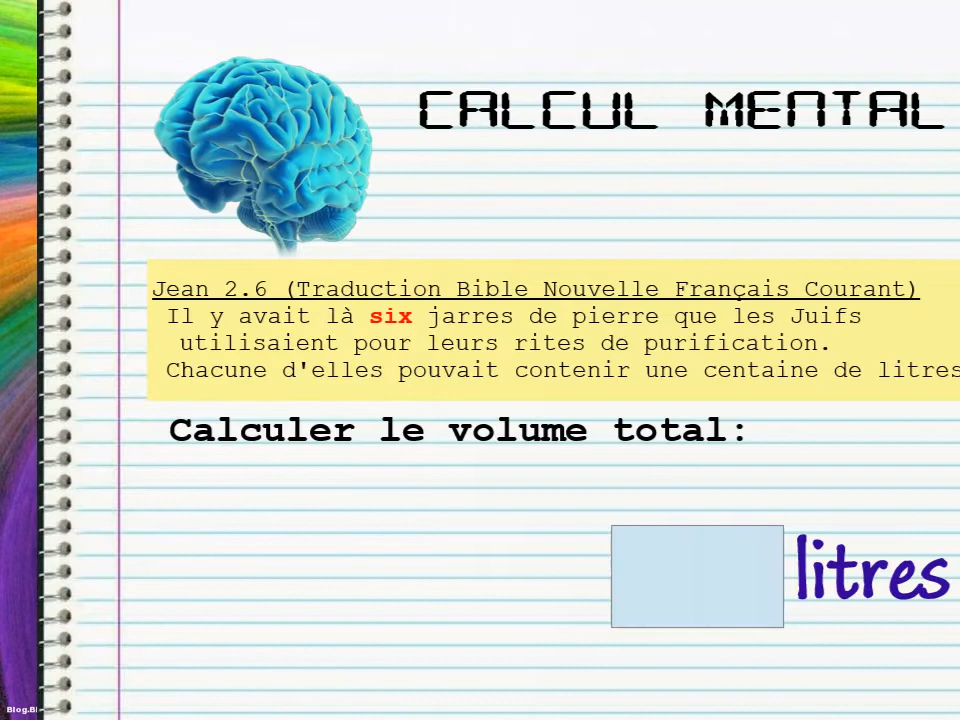 CALCUL MENTAL
Jean 2.6 (Traduction Bible Nouvelle Français Courant)
Il y avait là six jarres de pierre que les Juifs
utilisaient pour leurs rites de purification.
Chacune d'elles pouvait contenir une centaine de litres
Calculer le volume total:
litres